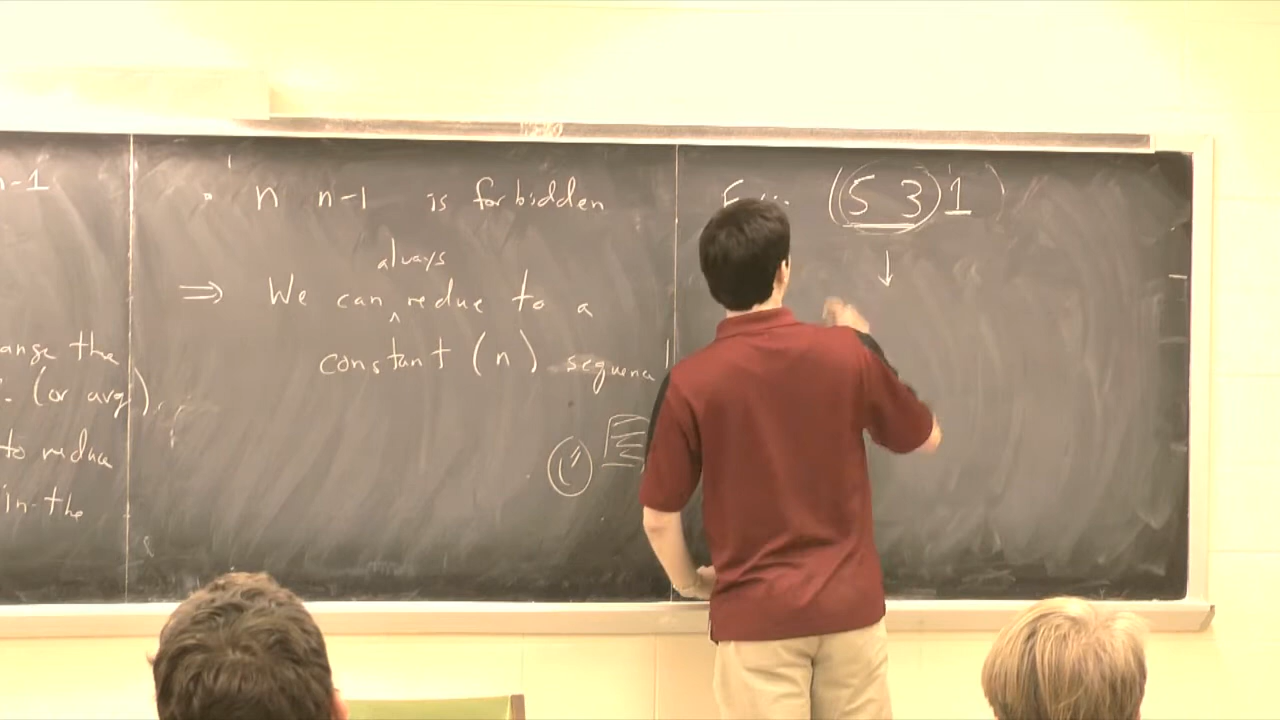 n-1
ange the
. (or avg).
to reduce
in the
n n-1 is forbidden
always
⇒ We can ^ reduce to a
constant (n) sequence
(5 3) 1
↓